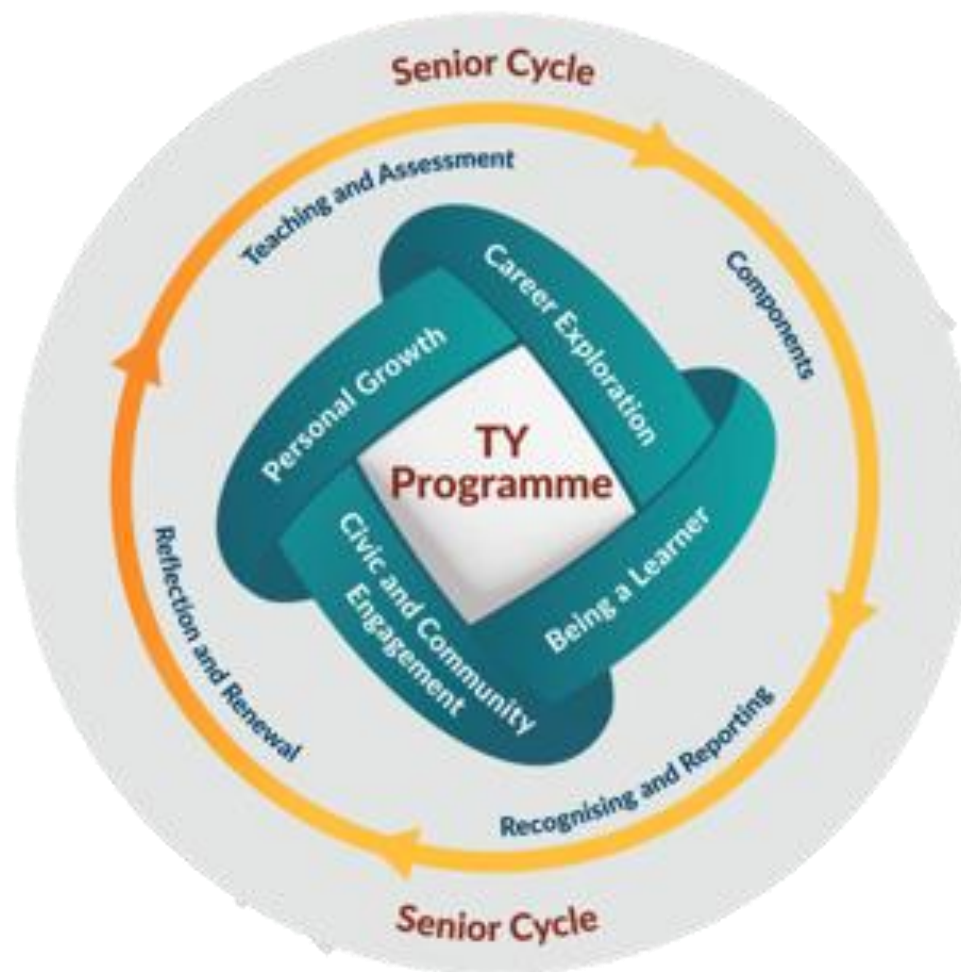 Senior Cycle
Teaching and Assessment
Components
Career Exploration
Personal Growth
TY
Programme
Being a Learner
Civic and Community
Engagement
Reflection and Renewal
Recognising and Reporting
Senior Cycle